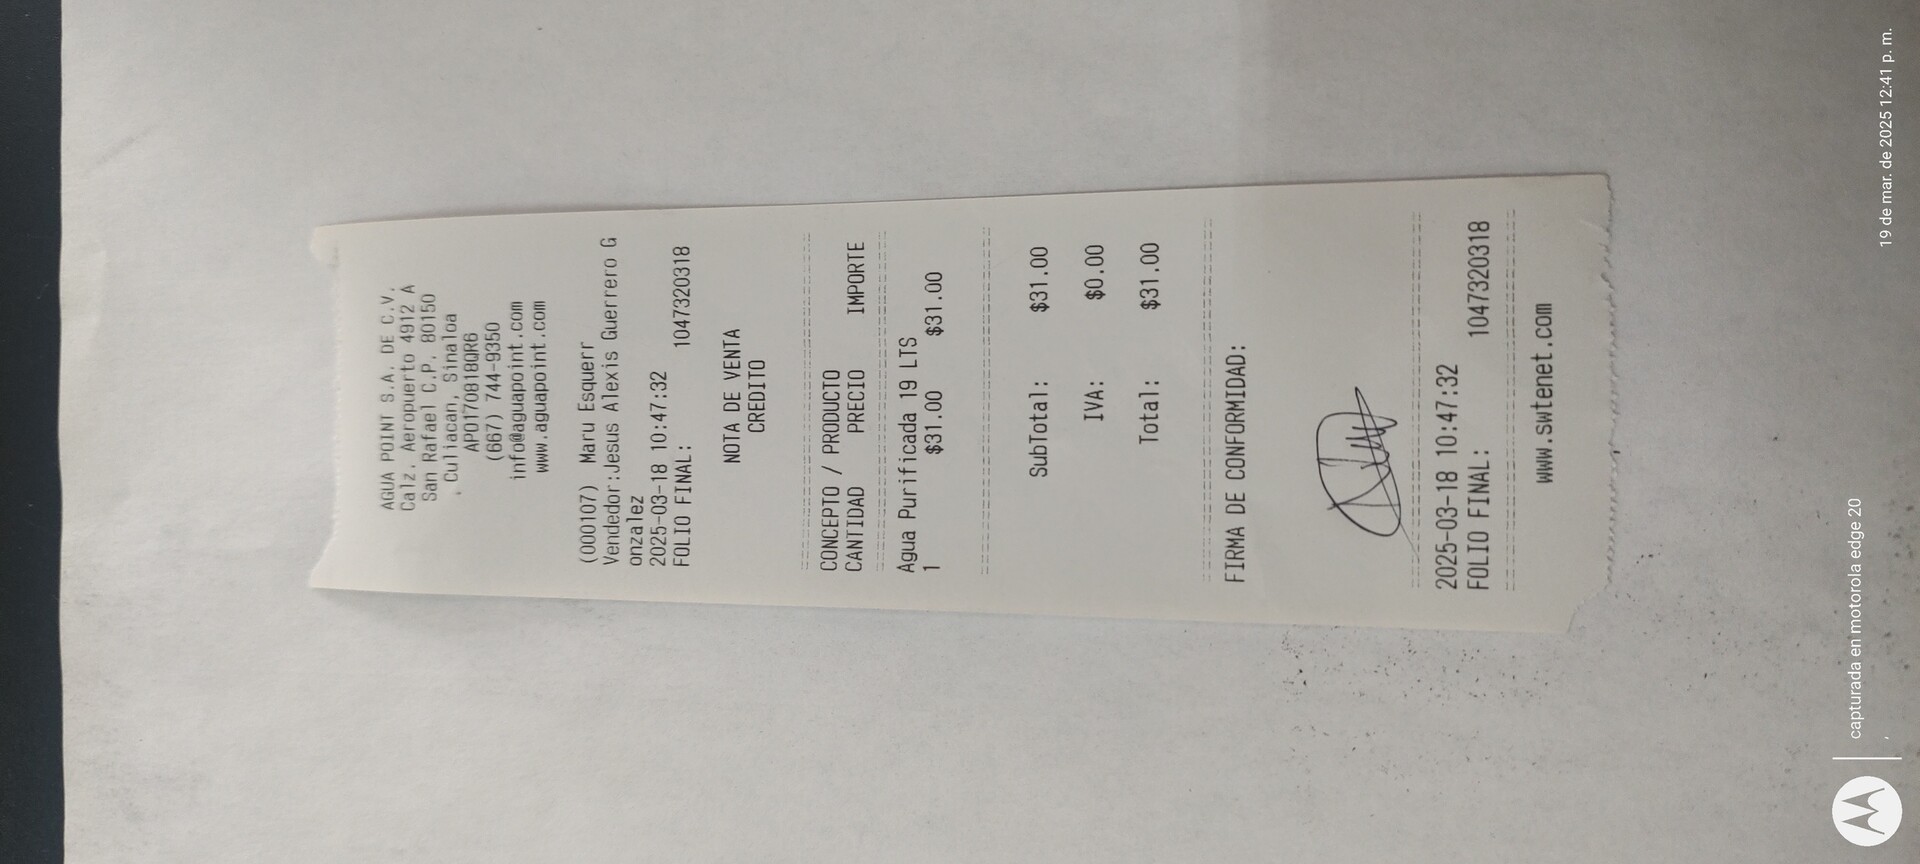 AGUA POINT S.A. DE C.V.
Calz. Aeropuerto 4912 A
San Rafael C.P. 80150
, Culiacan, Sinaloa
APO170818QR6
(667) 744-9350
info@aguapoint.com
www.aguapoint.com
(000107) Maru Esquerr
Vendedor:Jesus Alexis Guerrero G
onzalez
2025-03-18 10:47:32
FOLIO FINAL: 1047320318
NOTA DE VENTA
CREDITO
CONCEPTO / PRODUCTO
CANTIDAD PRECIO IMPORTE
Agua Purificada 19 LTS
1 $31.00 $31.00
SubTotal: $31.00
IVA: $0.00
Total: $31.00
FIRMA DE CONFORMIDAD:
2025-03-18 10:47:32
FOLIO FINAL: 1047320318
www.swtenet.com
capturada en motorola edge 20
,
19 de mar. de 2025 12:41 p. m.